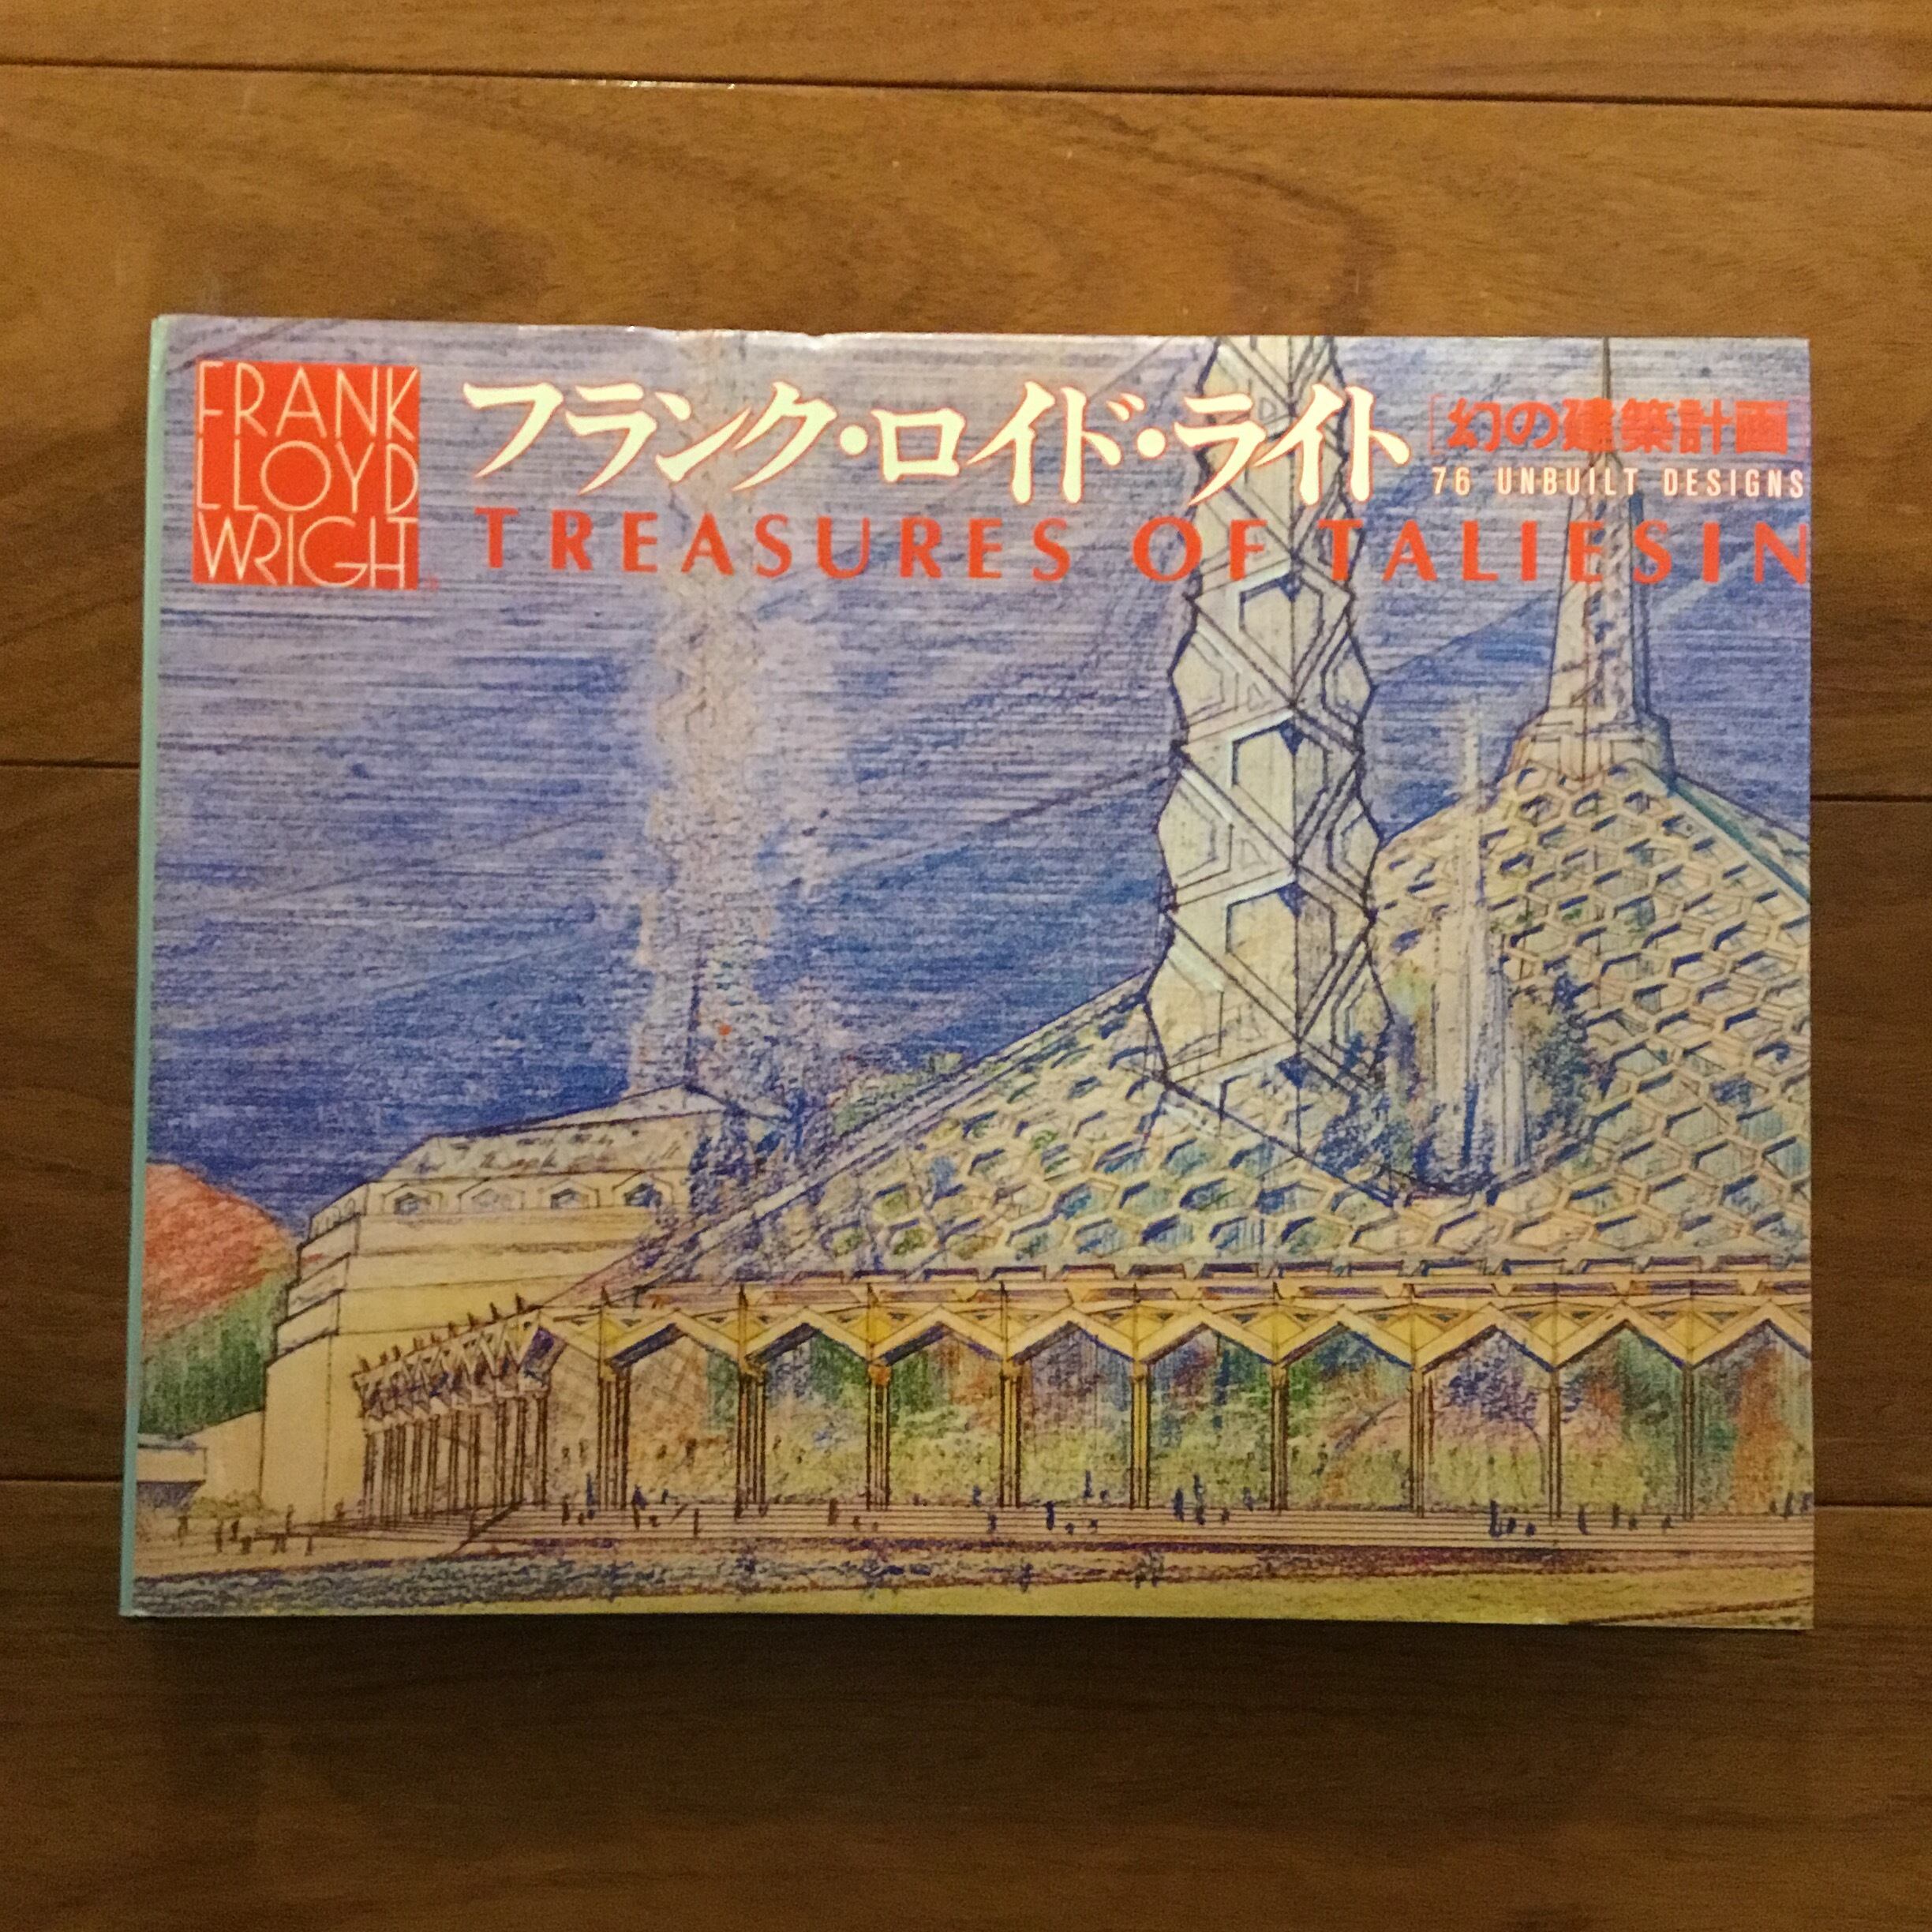 FRANK
LLOYD
WRIGHT
フランク・ロイド・ライト
[幻の建築計画]
76 UNBUILT DESIGNS
TREASURES OF TALIESIN